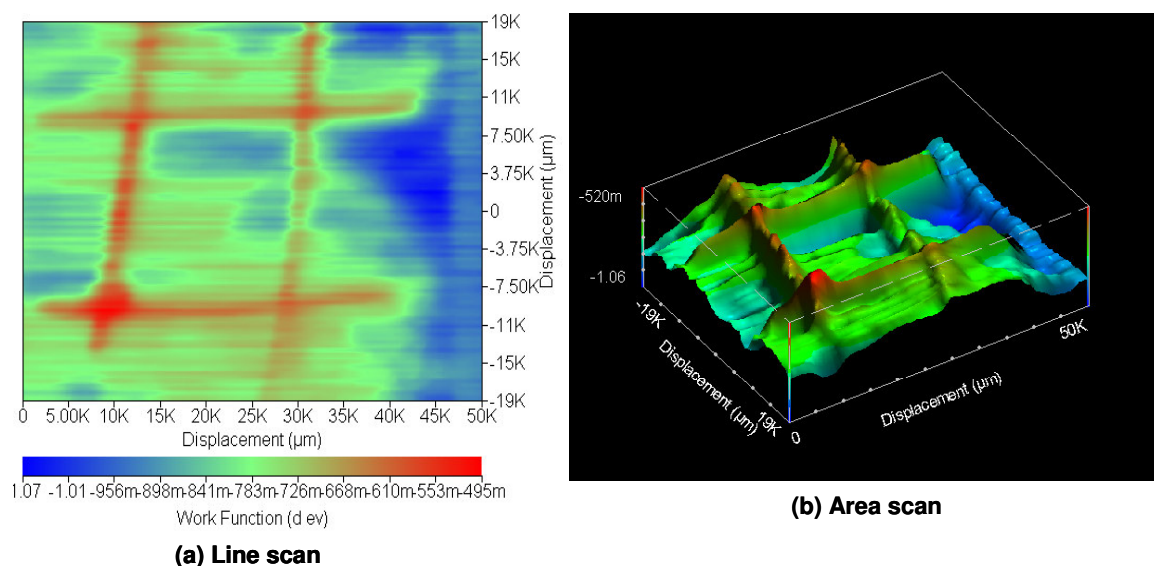 19K
15K
11K
7.50K
3.75K
0
-3.75K
-7.50K
-11K
-15K
-19K
Displacement (µm)
0 5.00K 10K 15K 20K 25K 30K 35K 40K 45K 50K
Displacement (µm)
1.07 -1.01 -956m -898m -841m -783m -726m -668m -610m -553m -495m
Work Function (d ev)
(a) Line scan
-520m
-1.06
-19K
Displacement (µm)
19K
0
Displacement (µm)
50K
(b) Area scan